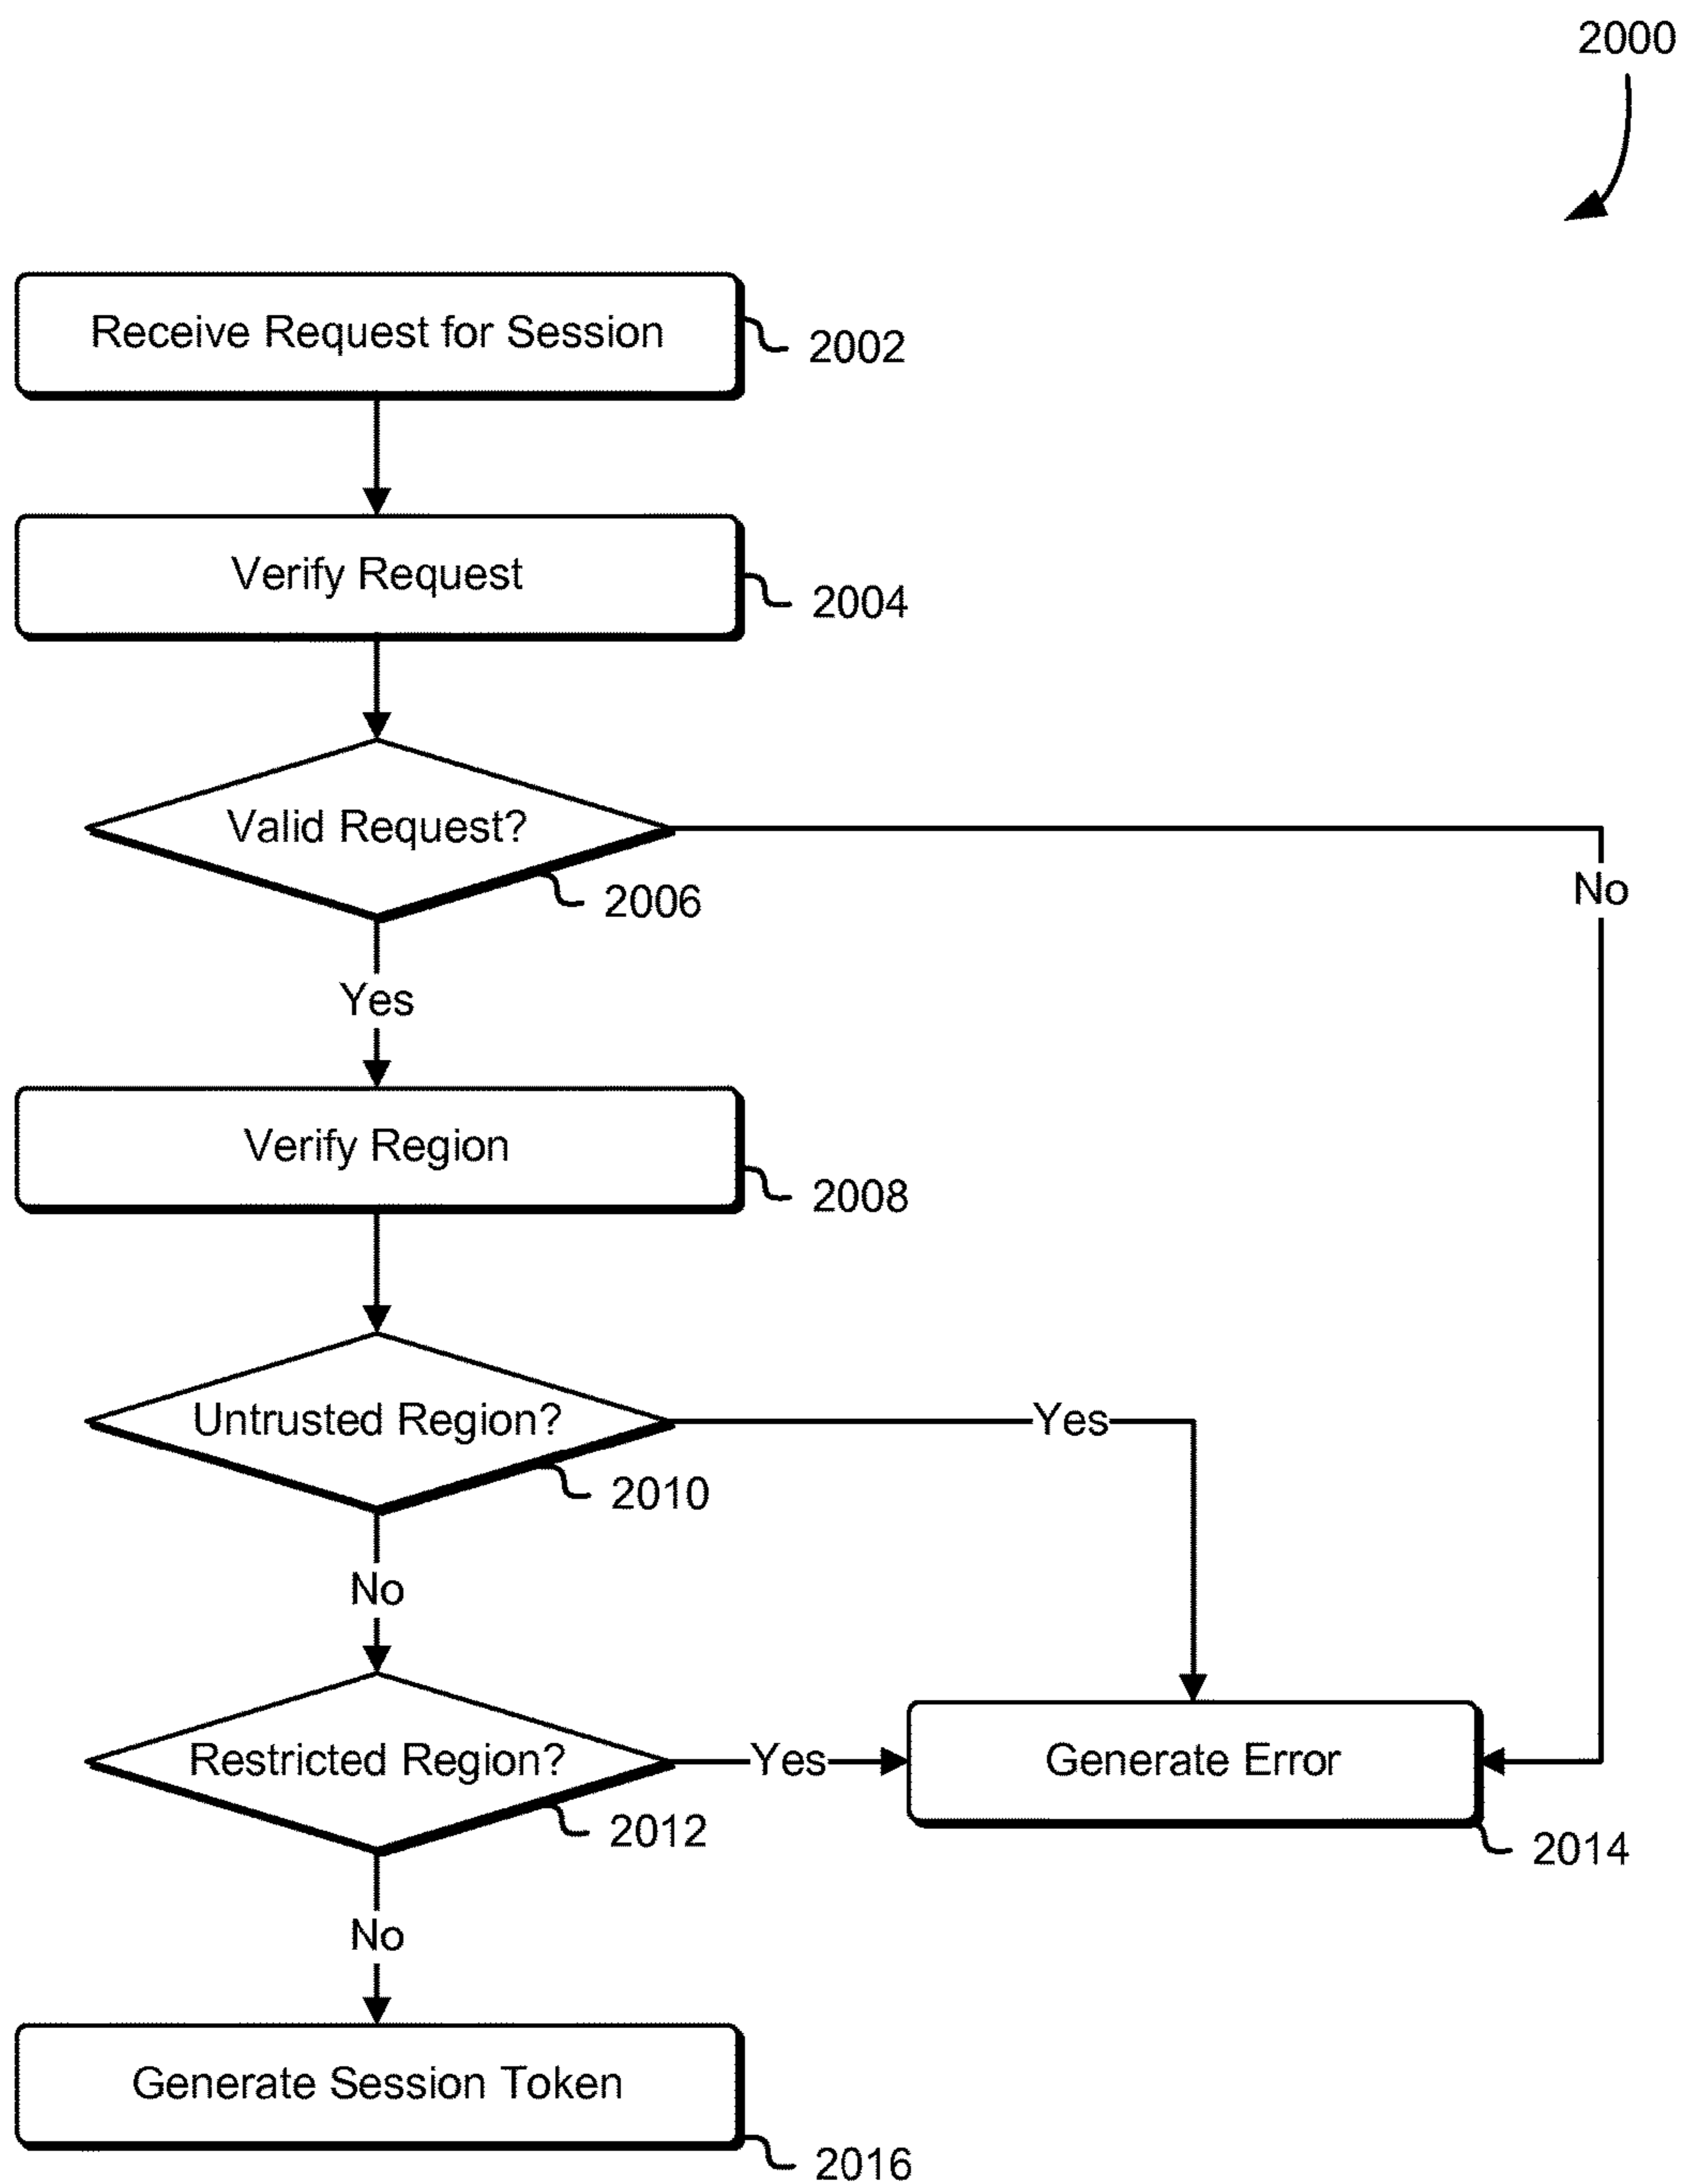 2000
Receive Request for Session
2002
Verify Request
2004
Valid Request?
2006
No
Yes
Verify Region
2008
Untrusted Region?
Yes
2010
No
Restricted Region?
Yes
Generate Error
2012
2014
No
Generate Session Token
2016